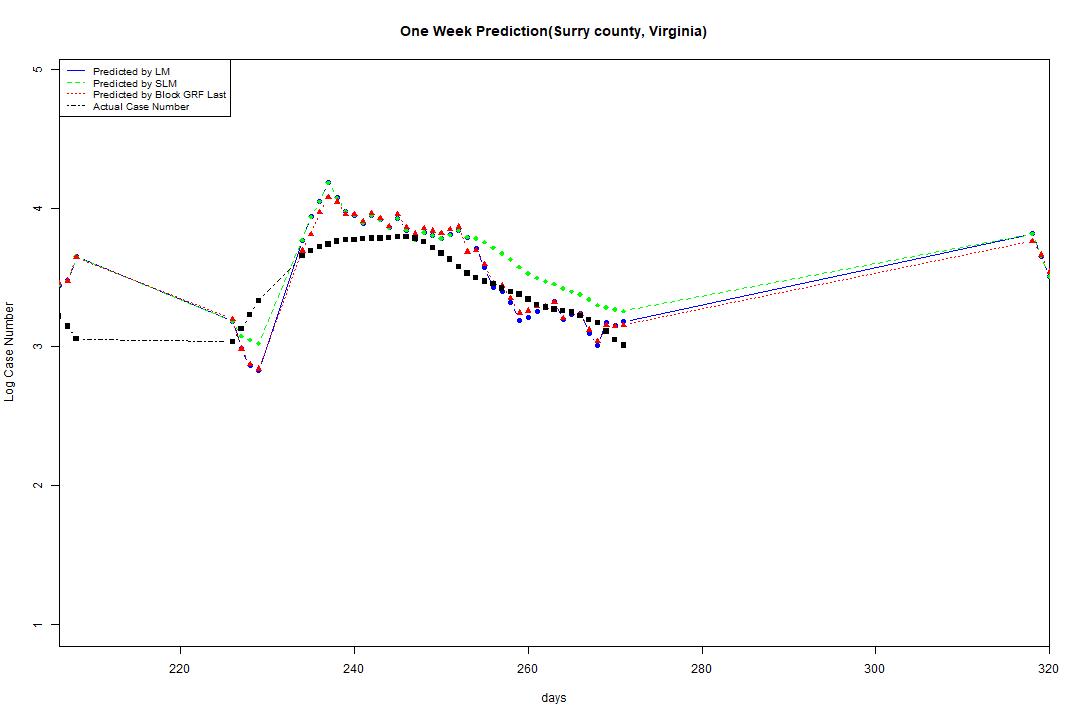 One Week Prediction(Surry county, Virginia)
Predicted by LM
Predicted by SLM
Predicted by Block GRF Last
Actual Case Number
5
4
3
2
1
Log Case Number
220 240 260 280 300 320
days